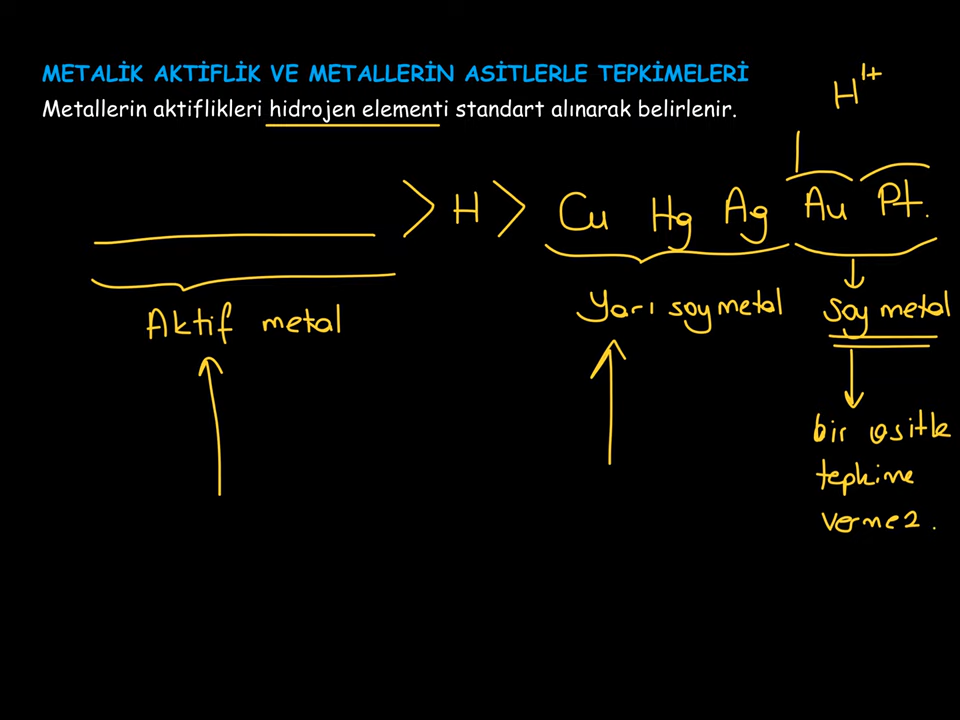 METALİK AKTİFLİK VE METALLERİN ASİTLERLE TEPKİMELERİ
Metallerin aktiflikleri hidrojen elementi standart alınarak belirlenir.
H¹⁺
> H > Cu Hg Ag Au Pt.
Aktif metal
Yarı soy metal
Soy metal
bir asitle
tepkime
vermez.